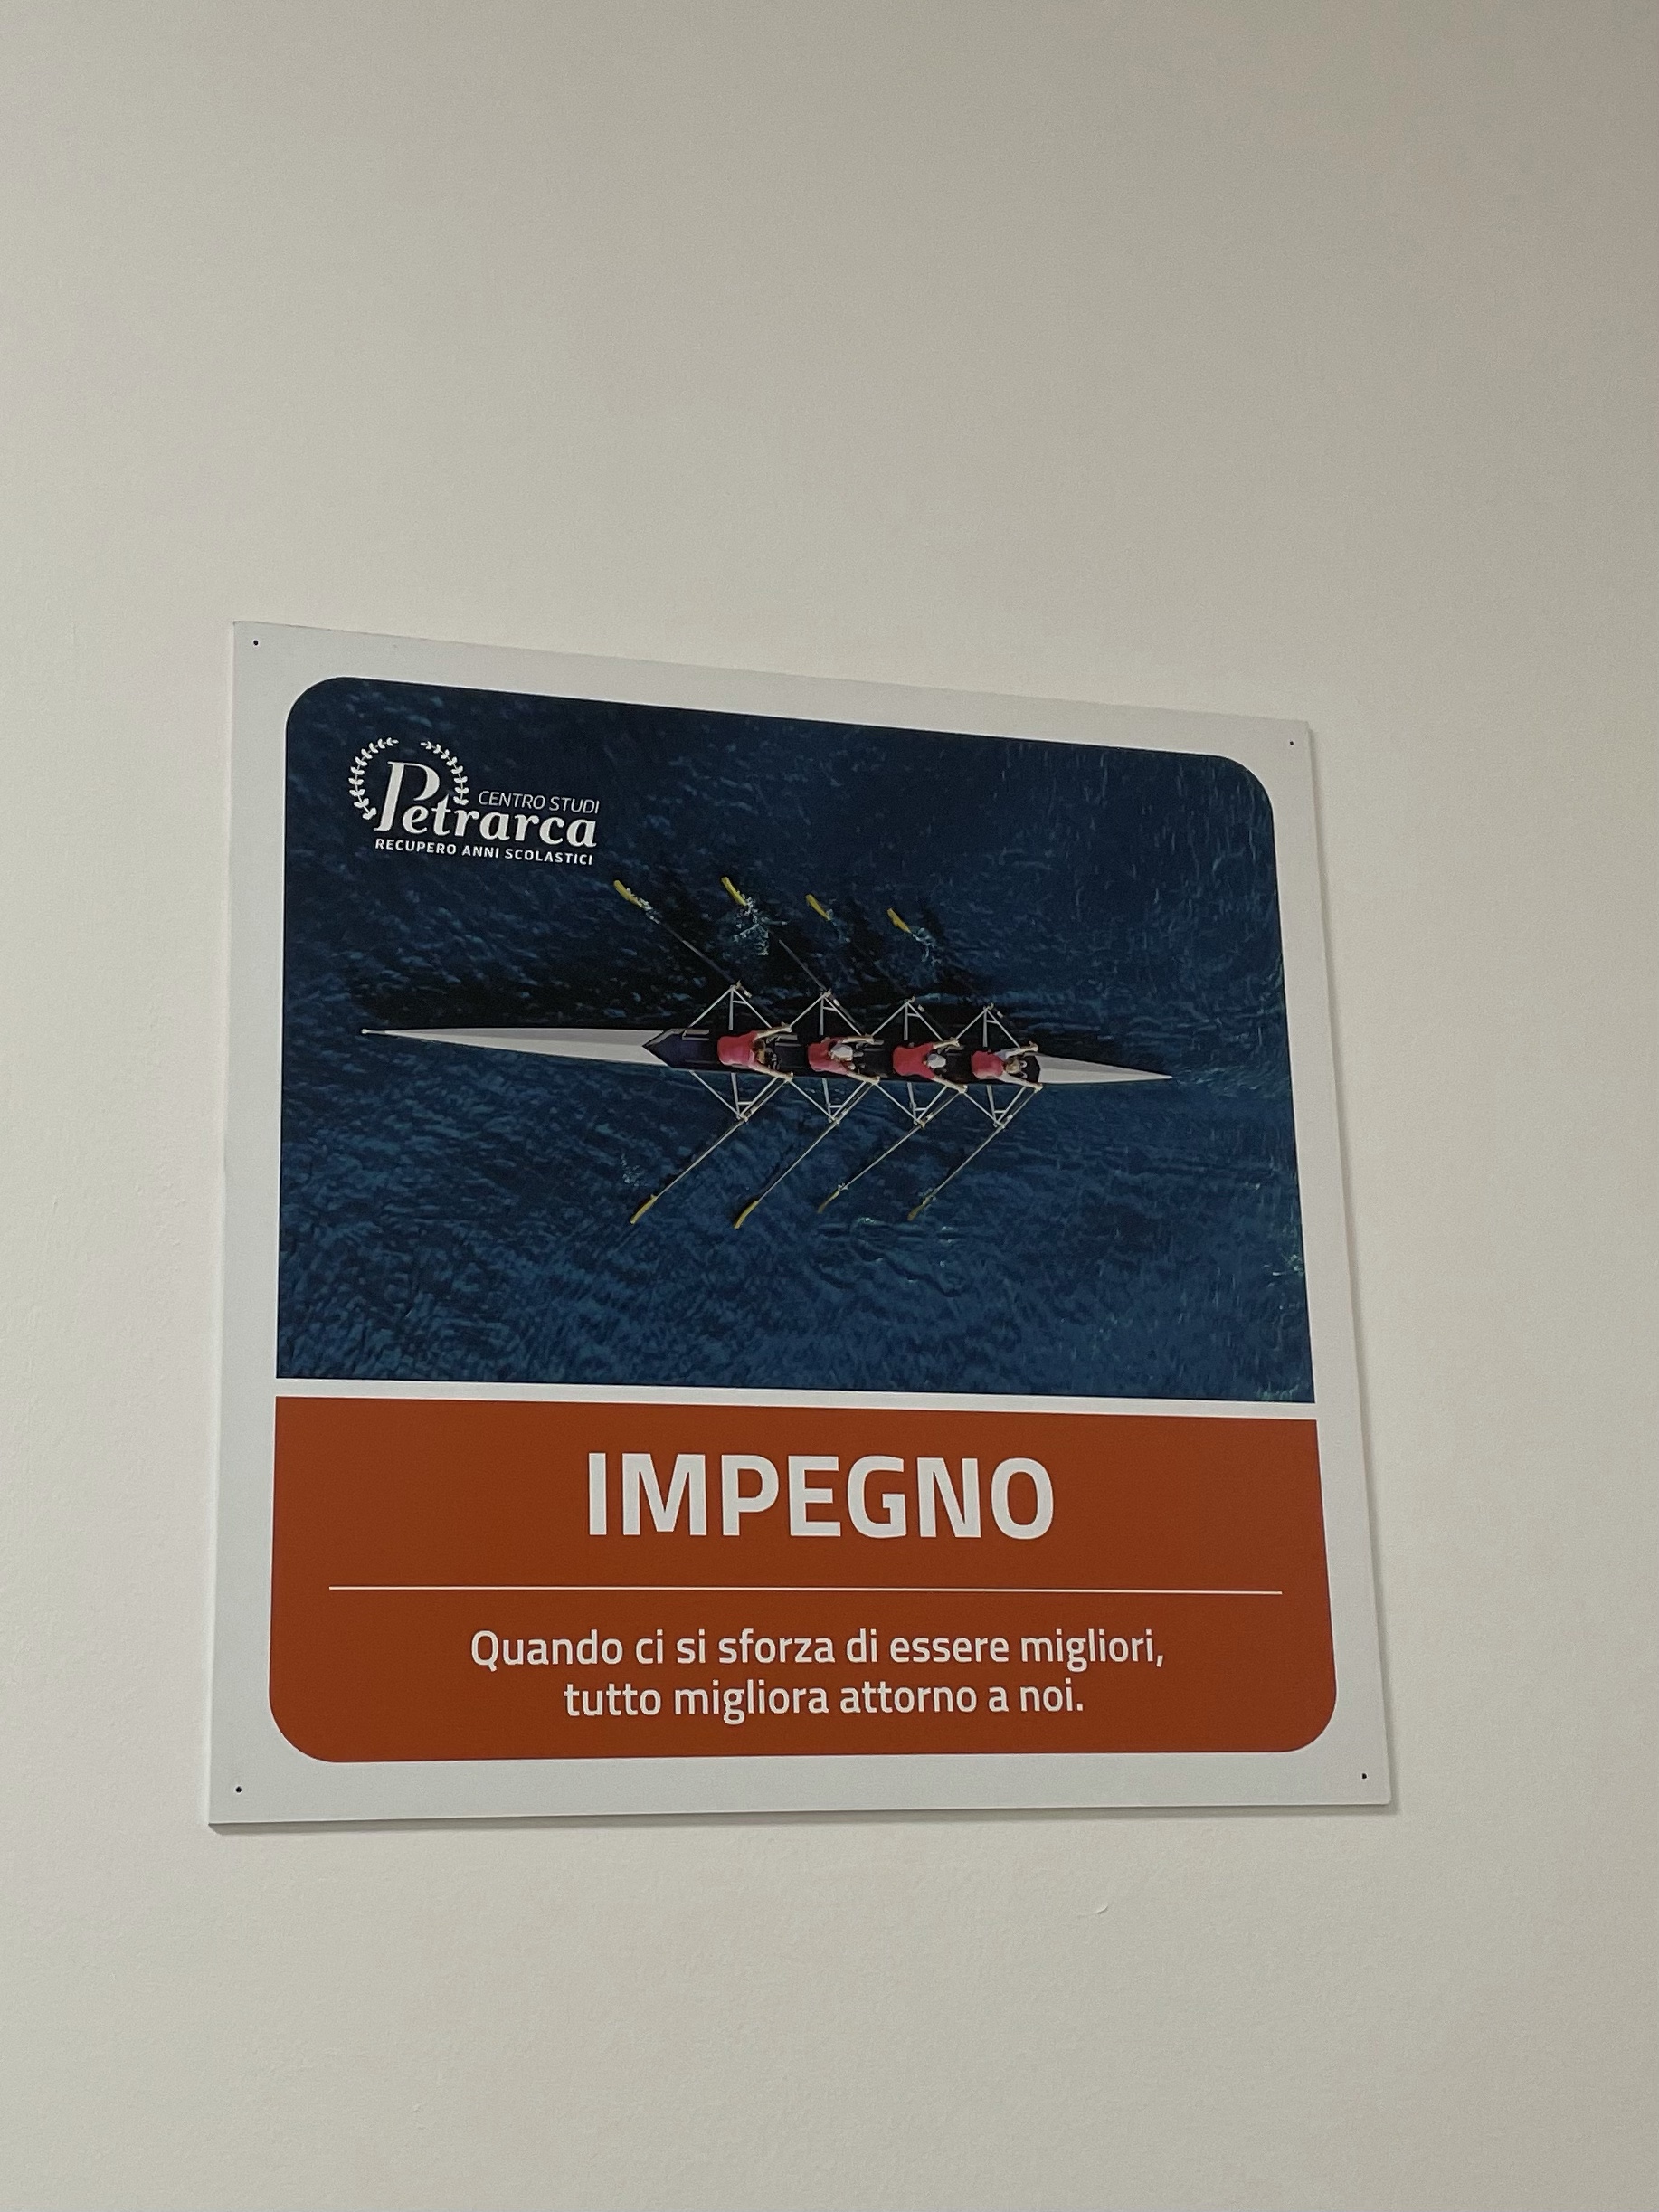 CENTRO STUDI
Petrarca
RECUPERO ANNI SCOLASTICI
IMPEGNO
Quando ci si sforza di essere migliori,
tutto migliora attorno a noi.